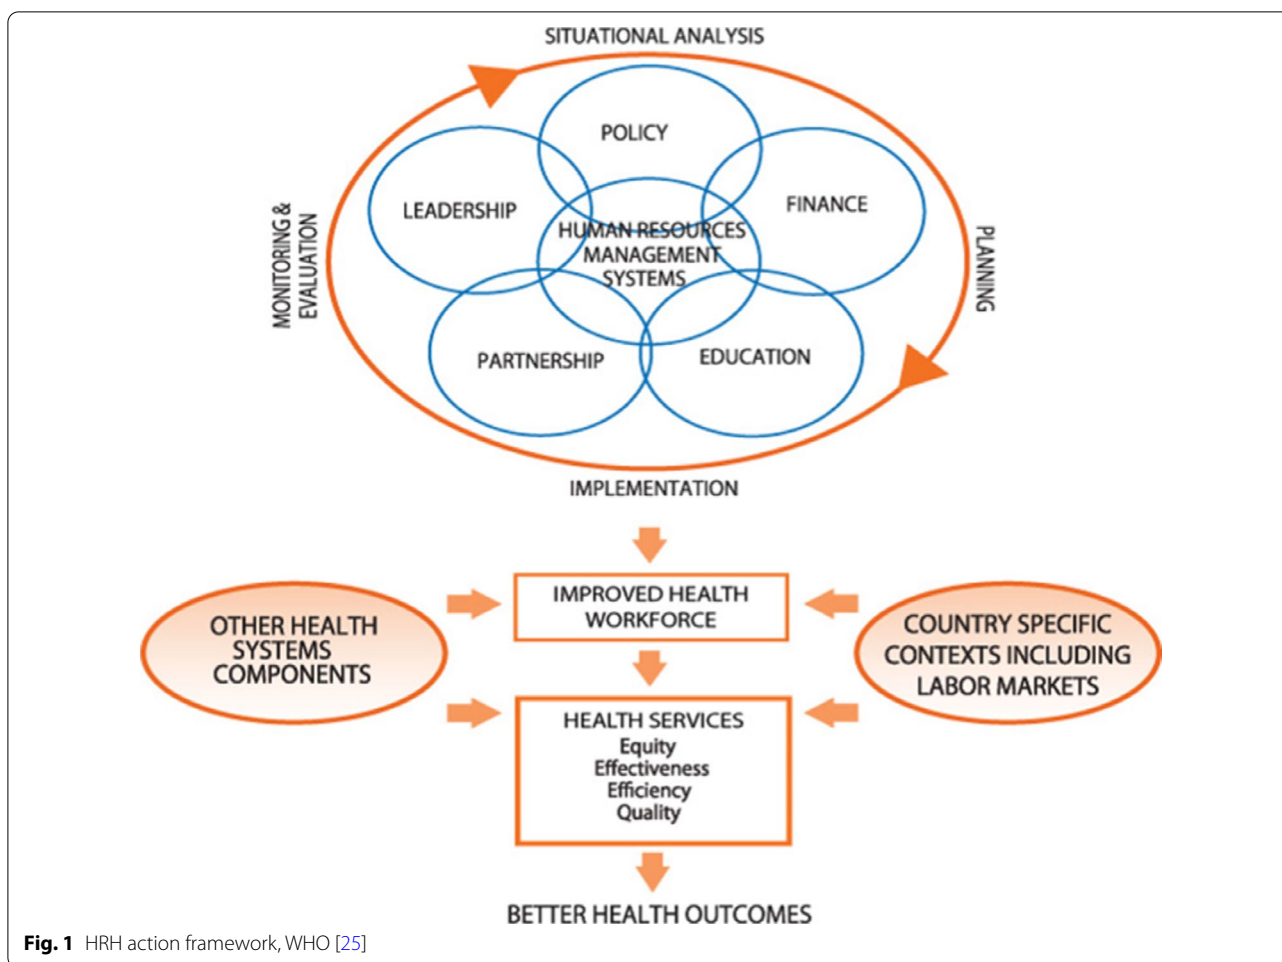 SITUATIONAL ANALYSIS
POLICY
LEADERSHIP
FINANCE
HUMAN RESOURCES
MANAGEMENT
SYSTEMS
MONITORING &
EVALUATION
PLANNING
PARTNERSHIP
EDUCATION
IMPLEMENTATION
IMPROVED HEALTH
WORKFORCE
OTHER HEALTH
SYSTEMS
COMPONENTS
COUNTRY SPECIFIC
CONTEXTS INCLUDING
LABOR MARKETS
HEALTH SERVICES
Equity
Effectiveness
Efficiency
Quality
BETTER HEALTH OUTCOMES
Fig. 1 HRH action framework, WHO [25]